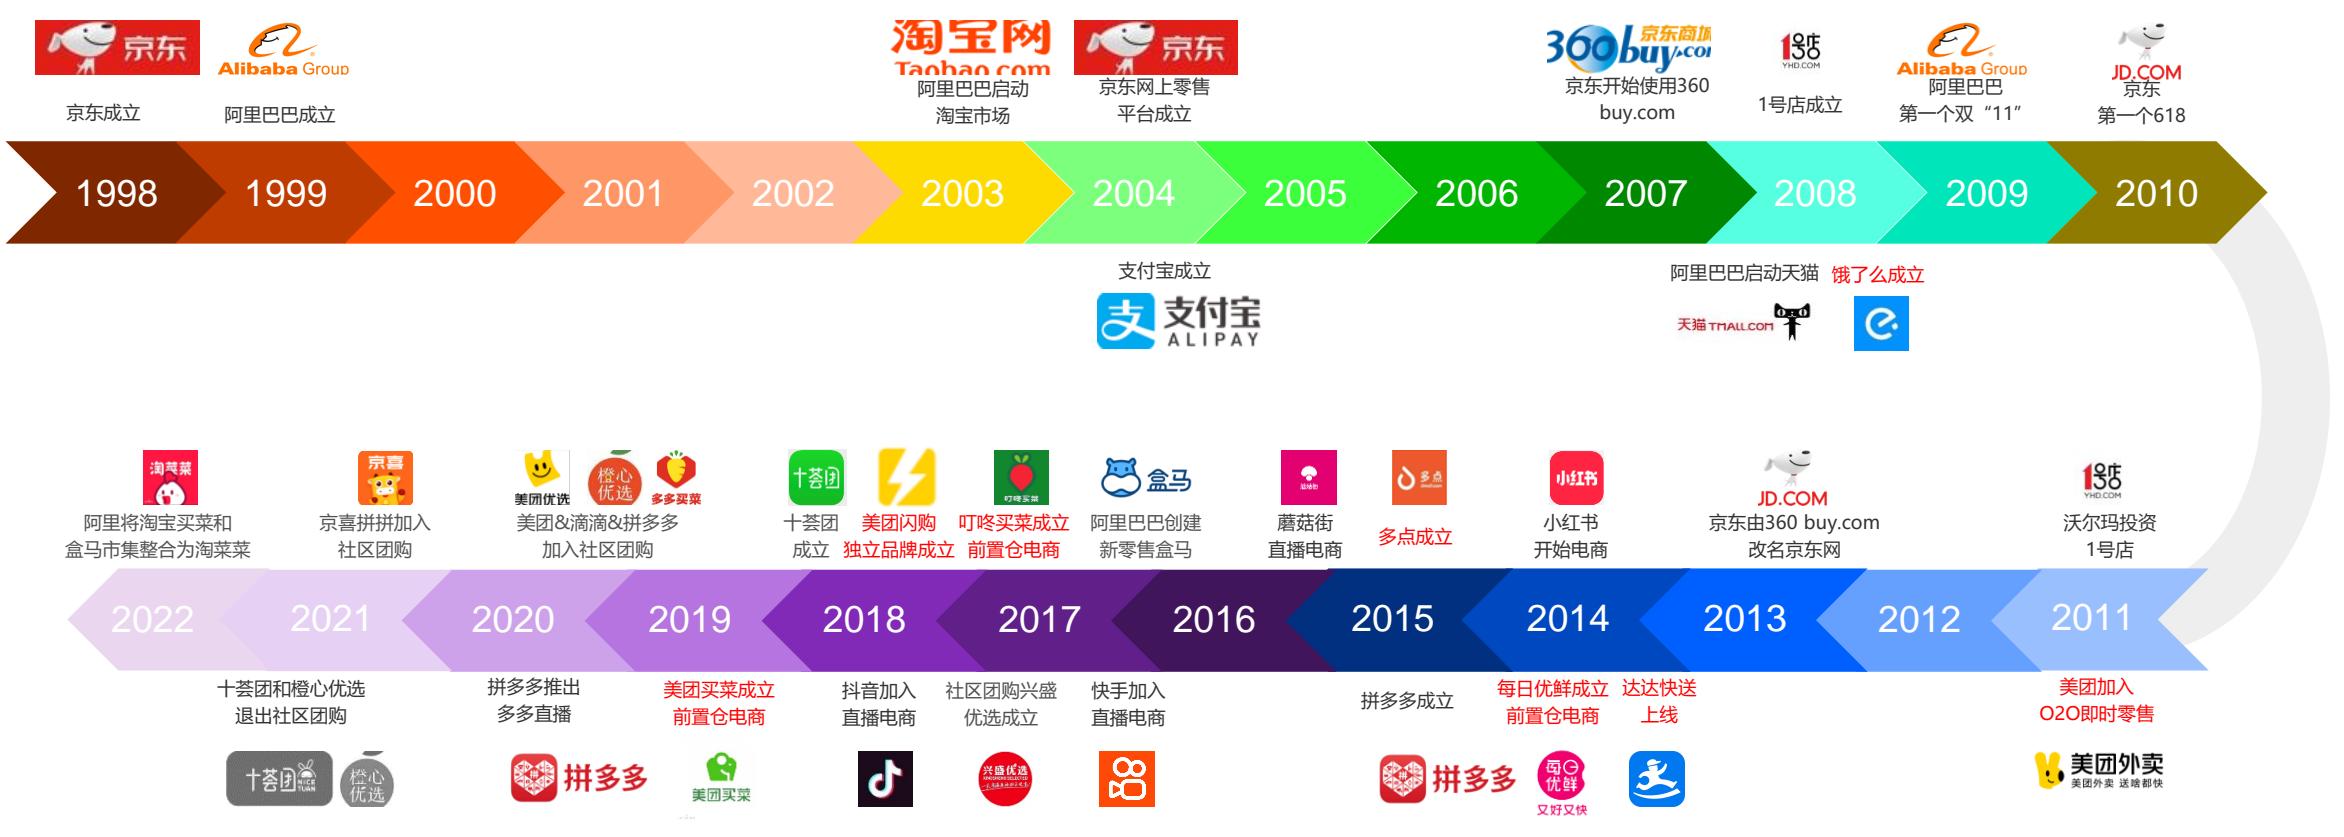 京东
Alibaba Group
淘宝网
Taobao.com
京东
360buy.com
京东商城
1号店
YHD.COM
Alibaba Group
JD.COM
京东成立
阿里巴巴成立
阿里巴巴启动
淘宝市场
京东网上零售
平台成立
京东开始使用360
buy.com
1号店成立
阿里巴巴
第一个双“11”
京东
第一个618
1998
1999
2000
2001
2002
2003
2004
2005
2006
2007
2008
2009
2010
支付宝成立
支 支付宝
ALIPAY
阿里巴巴启动天猫
天猫TMALL.COM
饿了么成立
淘菜菜
京喜
美团优选
橙心
优选
多多买菜
十荟团
叮咚买菜
盒马
蘑菇街
多点
小红书
JD.COM
1号店
YHD.COM
阿里将淘宝买菜和
盒马市集整合为淘菜菜
京喜拼拼加入
社区团购
美团&滴滴&拼多多
加入社区团购
十荟团
成立
美团闪购
独立品牌成立
叮咚买菜成立
前置仓电商
阿里巴巴创建
新零售盒马
蘑菇街
直播电商
多点成立
小红书
开始电商
京东由360 buy.com
改名京东网
沃尔玛投资
1号店
2022
2021
2020
2019
2018
2017
2016
2015
2014
2013
2012
2011
十荟团和橙心优选
退出社区团购
拼多多推出
多多直播
美团买菜成立
前置仓电商
抖音加入
直播电商
社区团购兴盛
优选成立
快手加入
直播电商
拼多多成立
每日优鲜成立
前置仓电商
达达快送
上线
美团加入
O2O即时零售
十荟团
NICE
TUAN
橙心
优选
拼 拼多多
美团买菜
兴盛优选
拼 拼多多
每日
优鲜
又好又快
美团外卖
美团外卖 送啥都快